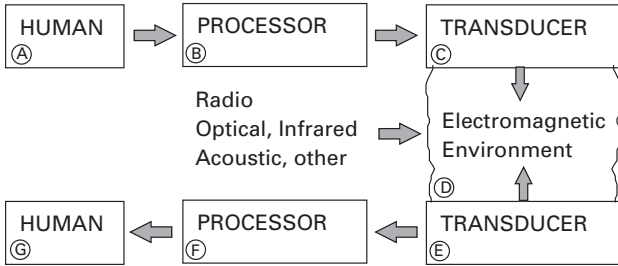 HUMAN
Ⓐ
PROCESSOR
Ⓑ
TRANSDUCER
Ⓒ
Radio
Optical, Infrared
Acoustic, other
Electromagnetic
Environment
Ⓓ
HUMAN
Ⓖ
PROCESSOR
Ⓕ
TRANSDUCER
Ⓔ